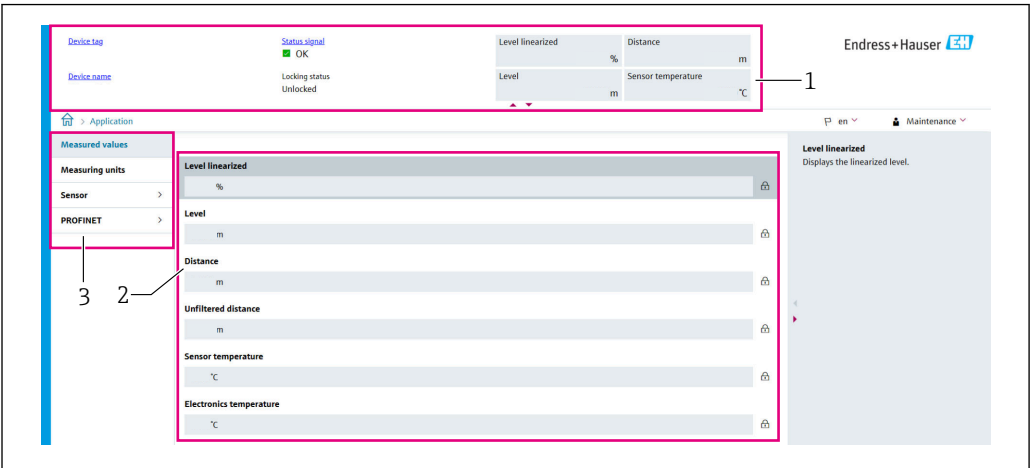 Device tag
Status signal
OK
Level linearized
%
Distance
m
Endress+Hauser EH
Device name
Locking status
Unlocked
Level
m
Sensor temperature
°C
1
> Application
en
Maintenance
Measured values
Measuring units
Sensor >
PROFINET >
3
2
Level linearized
%
Level
m
Distance
m
Unfiltered distance
m
Sensor temperature
°C
Electronics temperature
°C
Level linearized
Displays the linearized level.